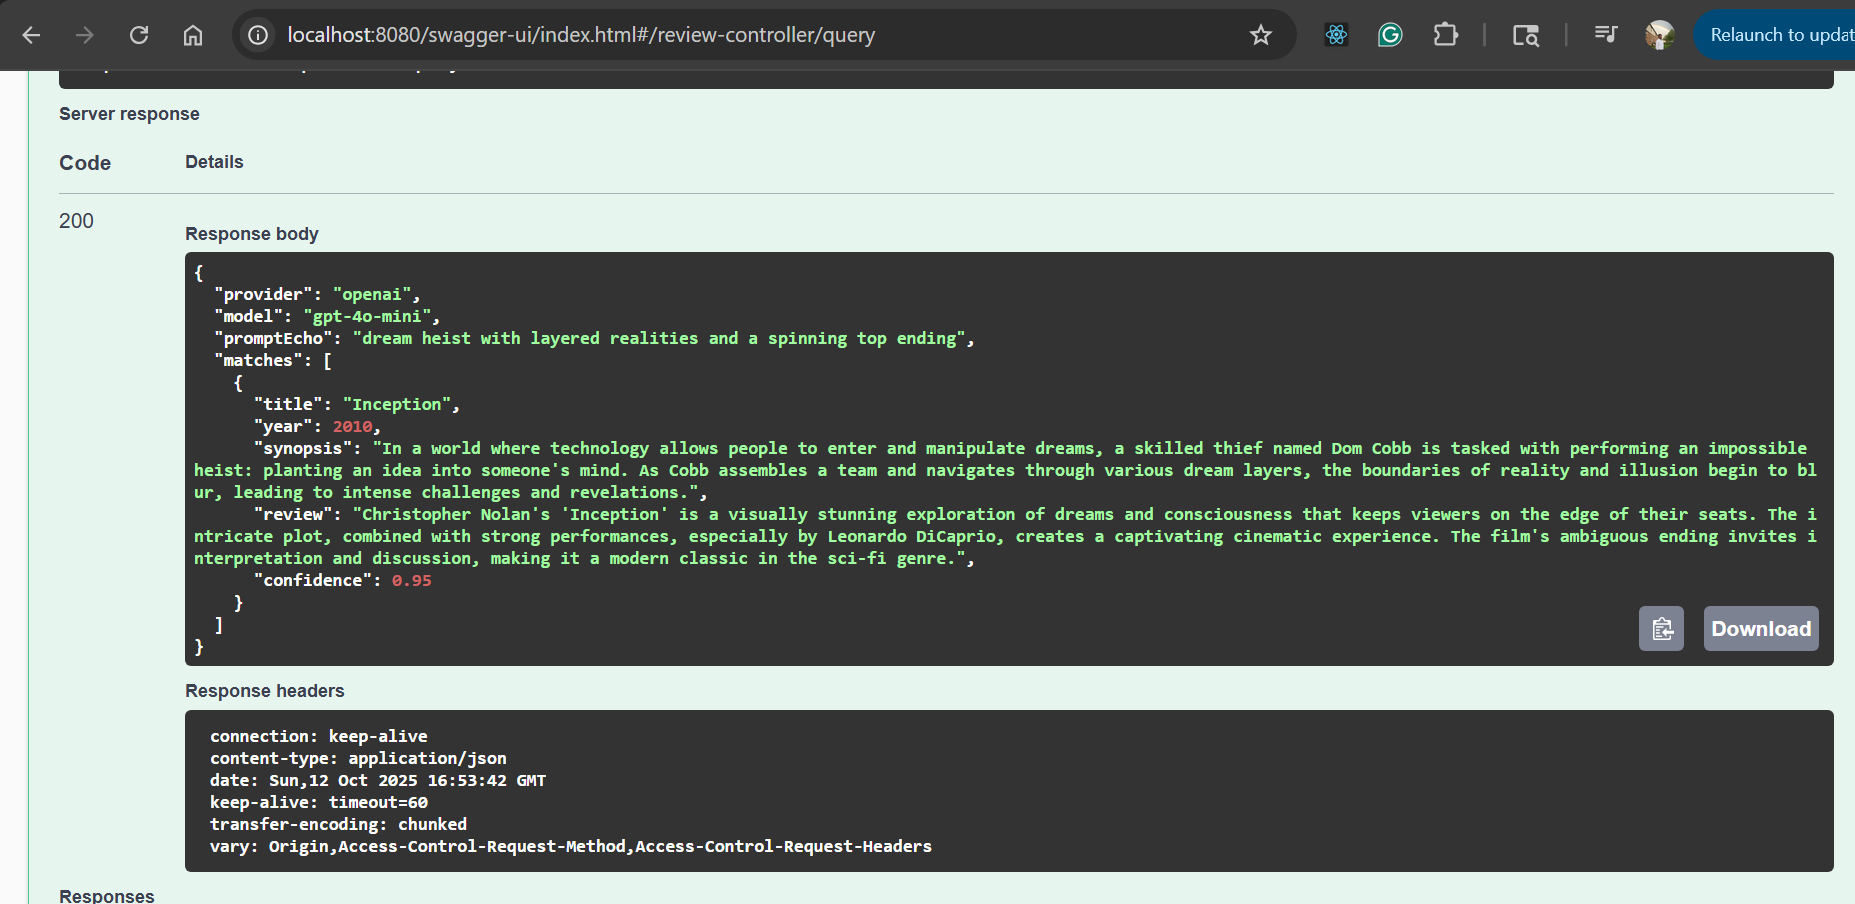 localhost:8080/swagger-ui/index.html#/review-controller/query
Relaunch to updat
Server response
Code Details
200
Response body
{
"provider": "openai",
"model": "gpt-4o-mini",
"promptEcho": "dream heist with layered realities and a spinning top ending",
"matches": [
{
"title": "Inception",
"year": 2010,
"synopsis": "In a world where technology allows people to enter and manipulate dreams, a skilled thief named Dom Cobb is tasked with performing an impossible
heist: planting an idea into someone's mind. As Cobb assembles a team and navigates through various dream layers, the boundaries of reality and illusion begin to bl
ur, leading to intense challenges and revelations.",
"review": "Christopher Nolan's 'Inception' is a visually stunning exploration of dreams and consciousness that keeps viewers on the edge of their seats. The i
ntricate plot, combined with strong performances, especially by Leonardo DiCaprio, creates a captivating cinematic experience. The film's ambiguous ending invites i
nterpretation and discussion, making it a modern classic in the sci-fi genre.",
"confidence": 0.95
}
]
}
Download
Response headers
connection: keep-alive
content-type: application/json
date: Sun,12 Oct 2025 16:53:42 GMT
keep-alive: timeout=60
transfer-encoding: chunked
vary: Origin,Access-Control-Request-Method,Access-Control-Request-Headers
Responses